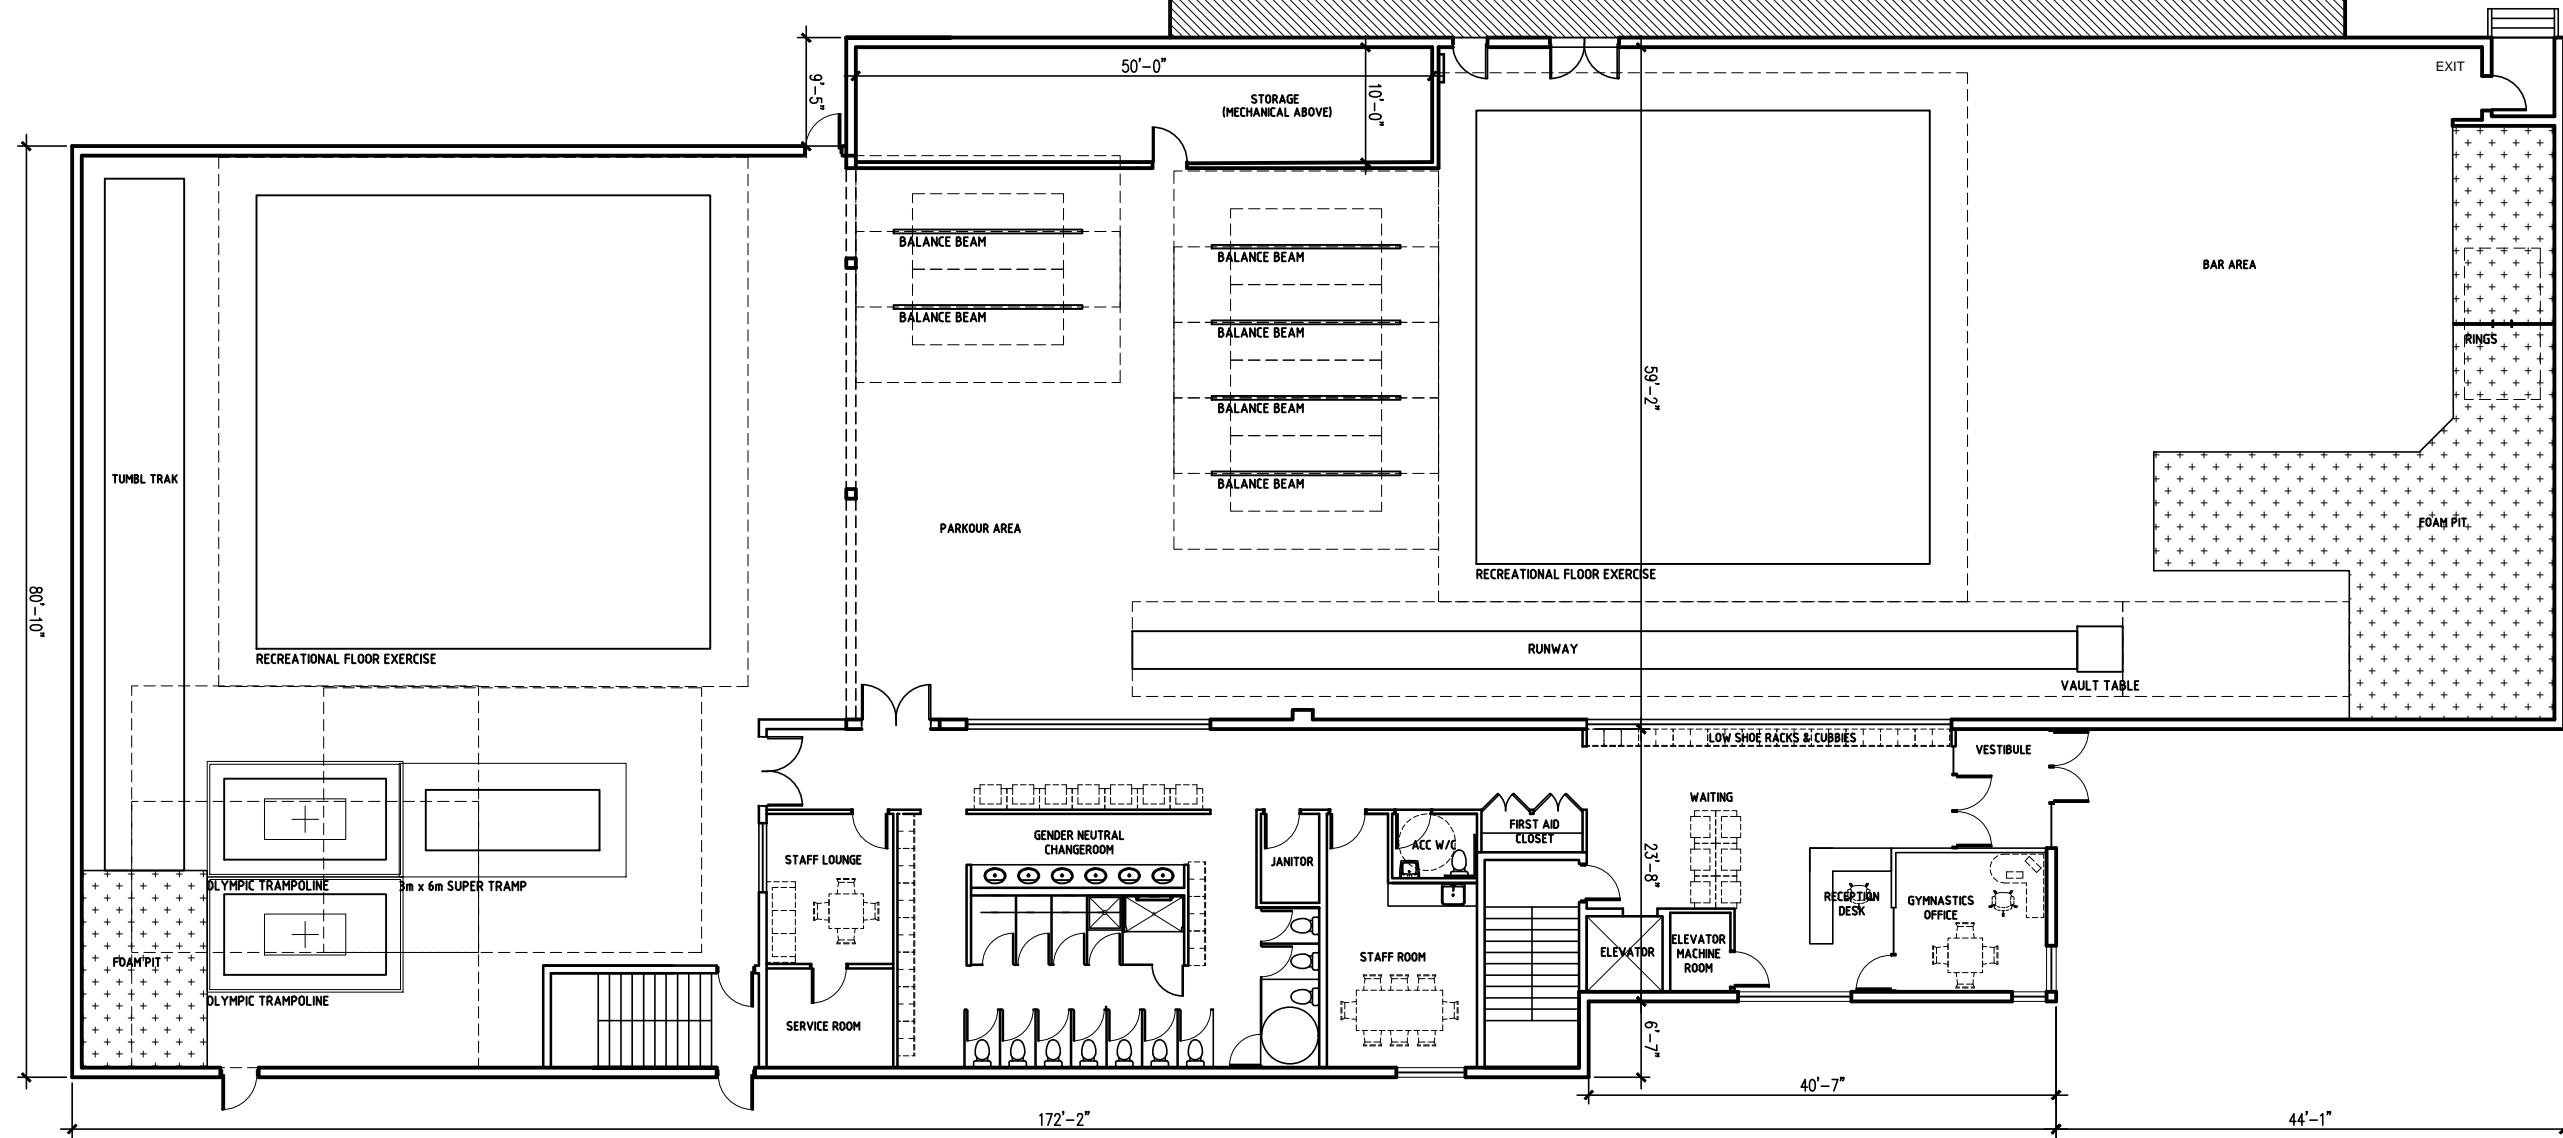 EXIT
50'-0"
9'-5"
10'-0"
STORAGE
(MECHANICAL ABOVE)
BALANCE BEAM
BALANCE BEAM
BALANCE BEAM
BALANCE BEAM
BALANCE BEAM
BALANCE BEAM
BAR AREA
RINGS
59'-2"
TUMBL TRAK
PARKOUR AREA
FOAM PIT
RECREATIONAL FLOOR EXERCISE
80'-10"
RECREATIONAL FLOOR EXERCISE
RUNWAY
VAULT TABLE
LOW SHOE RACKS & CUBBIES
VESTIBULE
WAITING
GENDER NEUTRAL
CHANGEROOM
FIRST AID
CLOSET
ACC W/C
STAFF LOUNGE
JANITOR
23'-8"
OLYMPIC TRAMPOLINE
3m x 6m SUPER TRAMP
RECEPTION
DESK
GYMNASTICS
OFFICE
ELEVATOR
ELEVATOR
MACHINE
ROOM
STAFF ROOM
FOAM PIT
OLYMPIC TRAMPOLINE
SERVICE ROOM
6'-7"
40'-7"
172'-2"
44'-1"